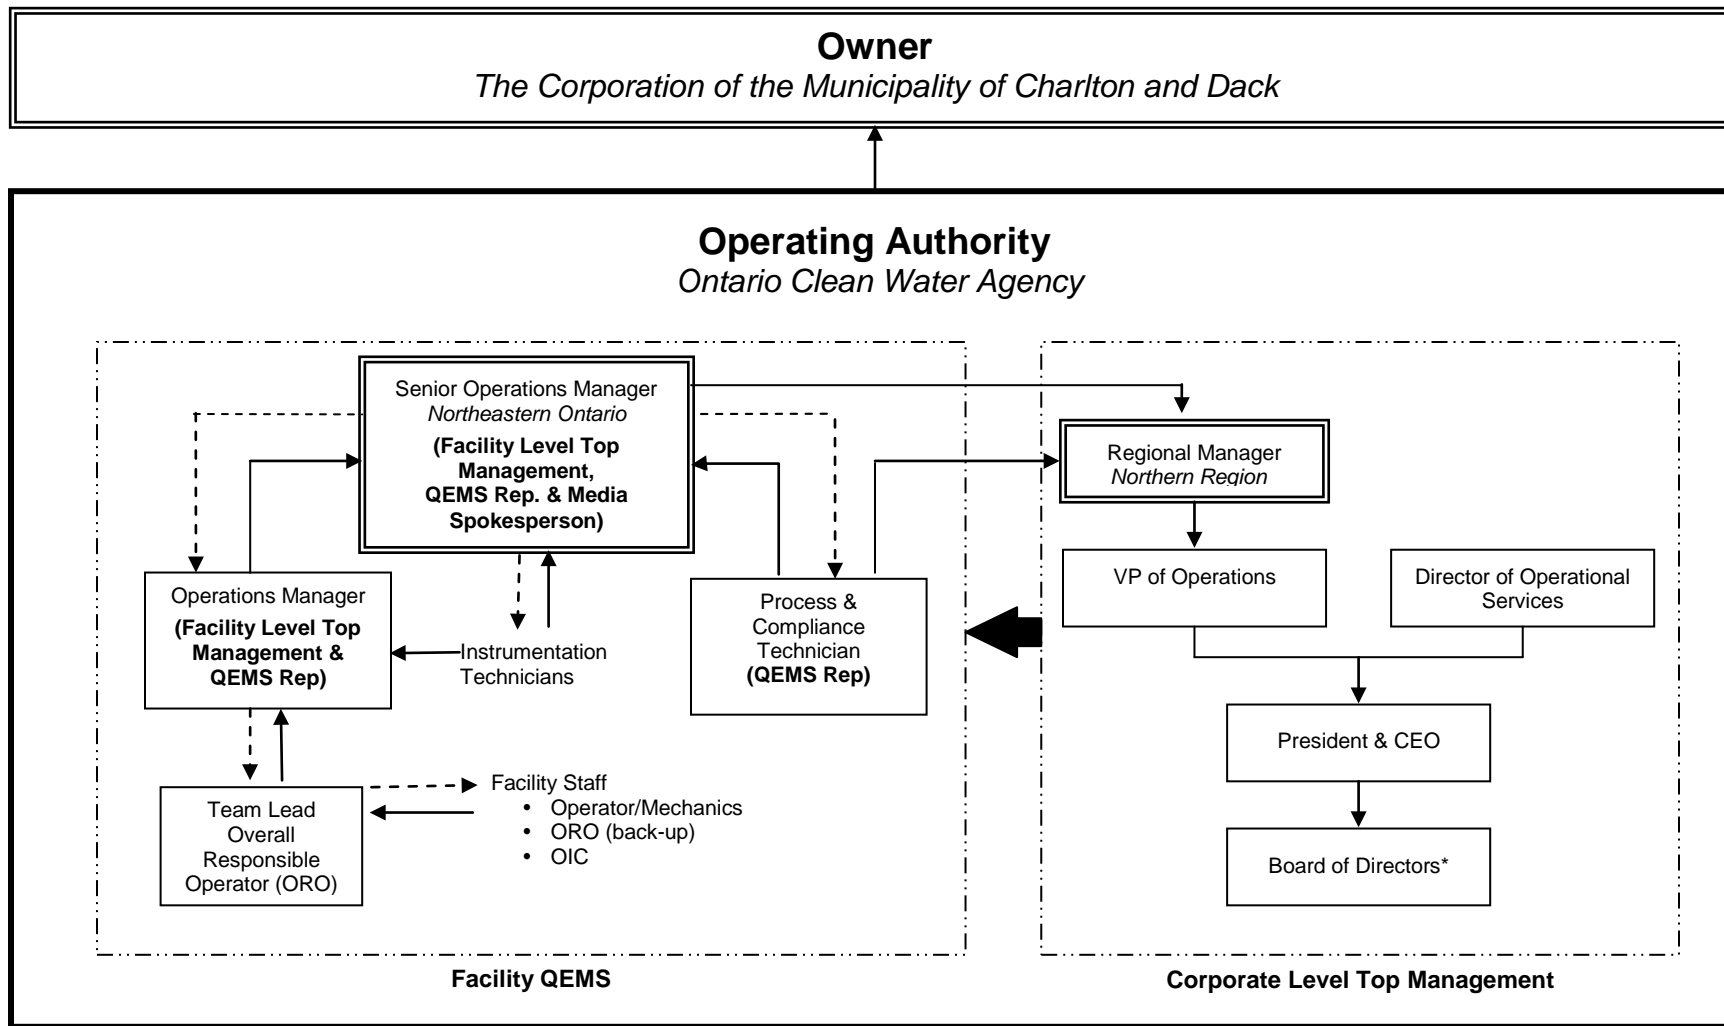 Owner
The Corporation of the Municipality of Charlton and Dack
Operating Authority
Ontario Clean Water Agency
Senior Operations Manager
Northeastern Ontario
(Facility Level Top
Management,
QEMS Rep. & Media
Spokesperson)
Operations Manager
(Facility Level Top
Management &
QEMS Rep)
Instrumentation
Technicians
Process &
Compliance
Technician
(QEMS Rep)
Team Lead
Overall
Responsible
Operator (ORO)
Facility Staff
• Operator/Mechanics
• ORO (back-up)
• OIC
Facility QEMS
Regional Manager
Northern Region
VP of Operations
Director of Operational
Services
President & CEO
Board of Directors*
Corporate Level Top Management